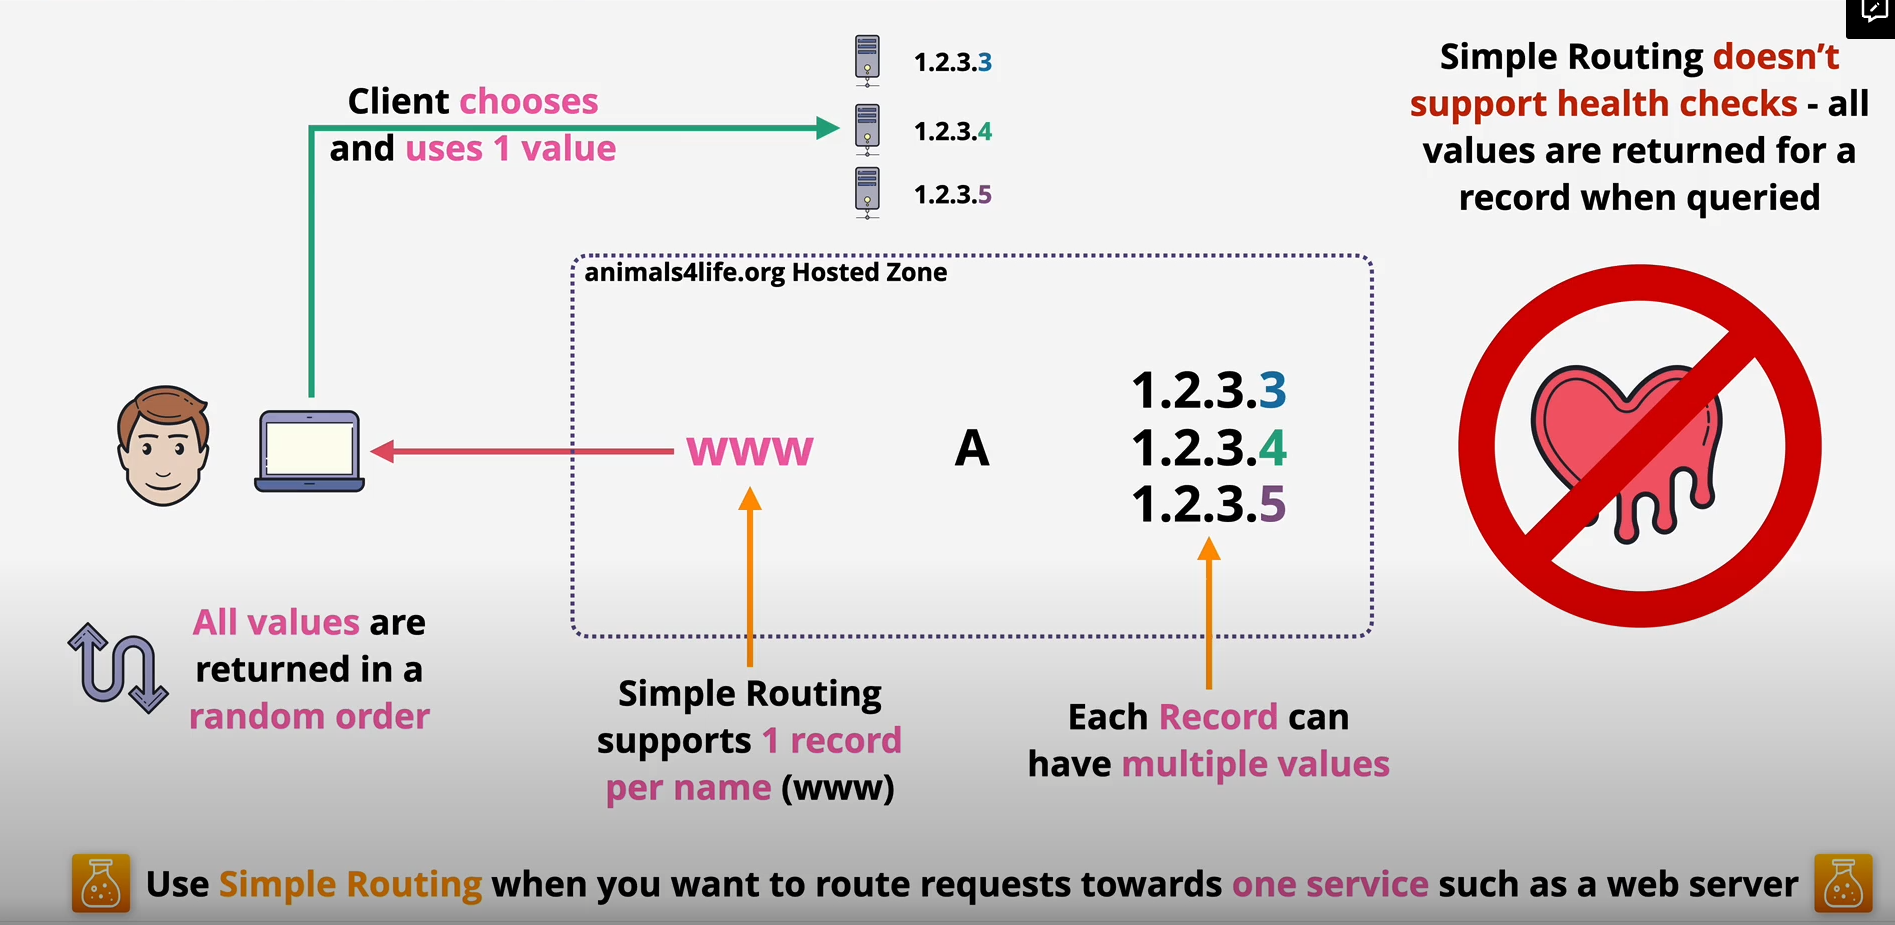 Client chooses
and uses 1 value
1.2.3.3
1.2.3.4
1.2.3.5
Simple Routing doesn't
support health checks - all
values are returned for a
record when queried
animals4life.org Hosted Zone
www
A
1.2.3.3
1.2.3.4
1.2.3.5
All values are
returned in a
random order
Simple Routing
supports 1 record
per name (www)
Each Record can
have multiple values
Use Simple Routing when you want to route requests towards one service such as a web server